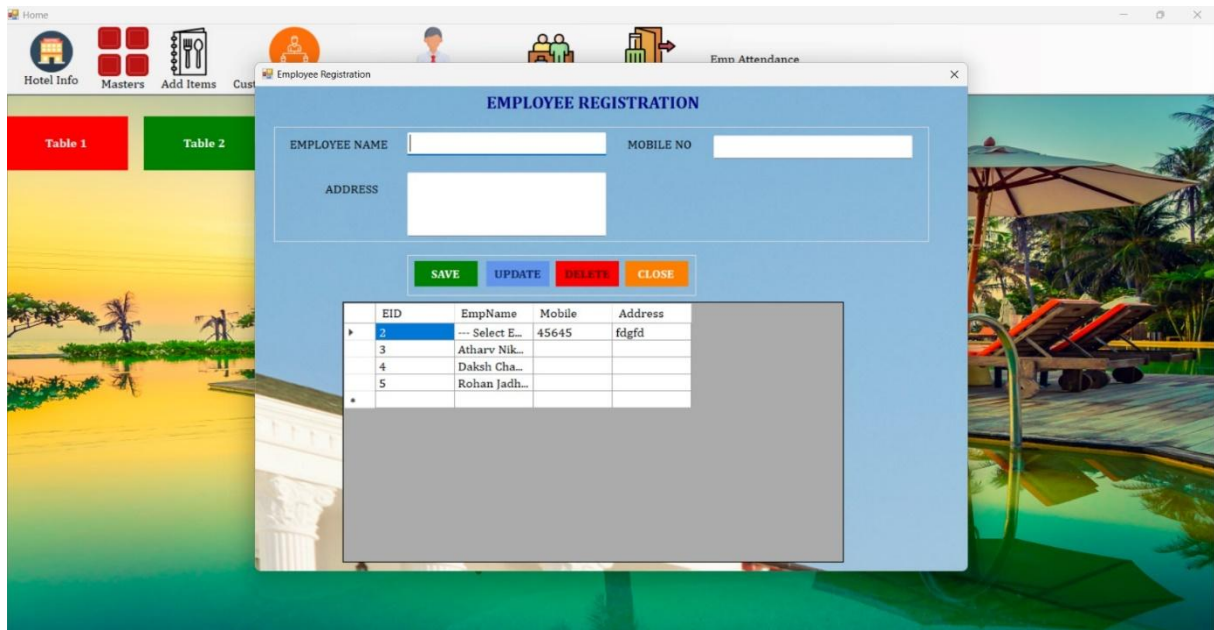 Home
Hotel Info Masters Add Items Cust Emp Attendance
Employee Registration
EMPLOYEE REGISTRATION
Table 1 Table 2
EMPLOYEE NAME MOBILE NO
ADDRESS
SAVE UPDATE DELETE CLOSE
EID EmpName Mobile Address
2 --- Select E... 45645 fdgfd
3 Atharv Nik...
4 Daksh Cha...
5 Rohan Jadh...